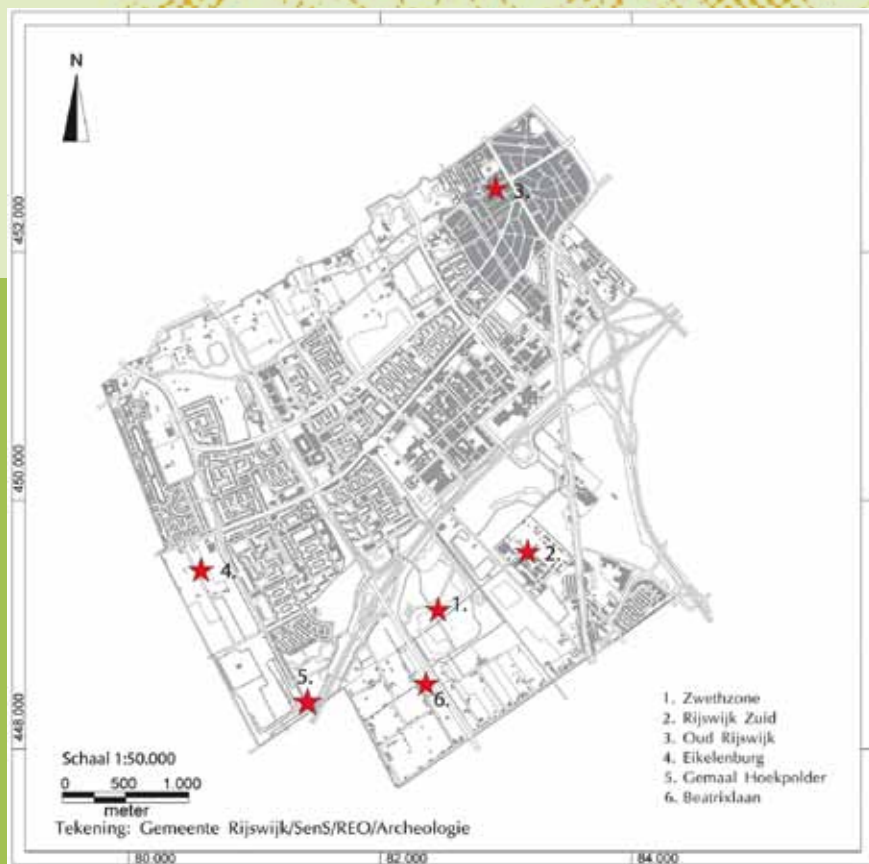 N
3.
452.000
450.000
4.
2.
1.
5.
6.
448.000
1. Zwethzone
2. Rijswijk Zuid
3. Oud Rijswijk
4. Eikelenburg
5. Gemaal Hoekpolder
6. Beatrixlaan
Schaal 1:50.000
0 500 1.000
meter
Tekening: Gemeente Rijswijk/SenS/REO/Archeologie
80.000 82.000 84.000